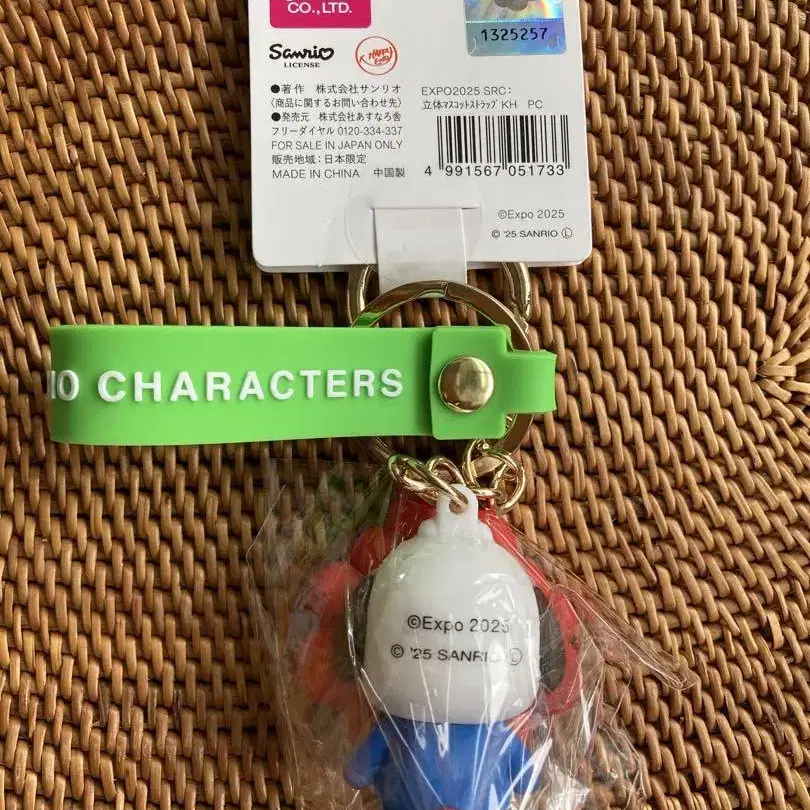 CO.,LTD.
1325257
Sanrio
LICENSE
HAPPY
●著作 株式会社サンリオ
〈商品に関するお問い合わせ先〉
●発売元 株式会社あすなろ舎
フリーダイヤル 0120-334-337
FOR SALE IN JAPAN ONLY
販売地域：日本限定
MADE IN CHINA 中国製
EXPO2025 SRC：
立体マスコットストラップ KH PC
4 991567 051733
©Expo 2025
© '25 SANRIO Ⓛ
IO CHARACTERS
©Expo 2025
© '25 SANRIO Ⓛ